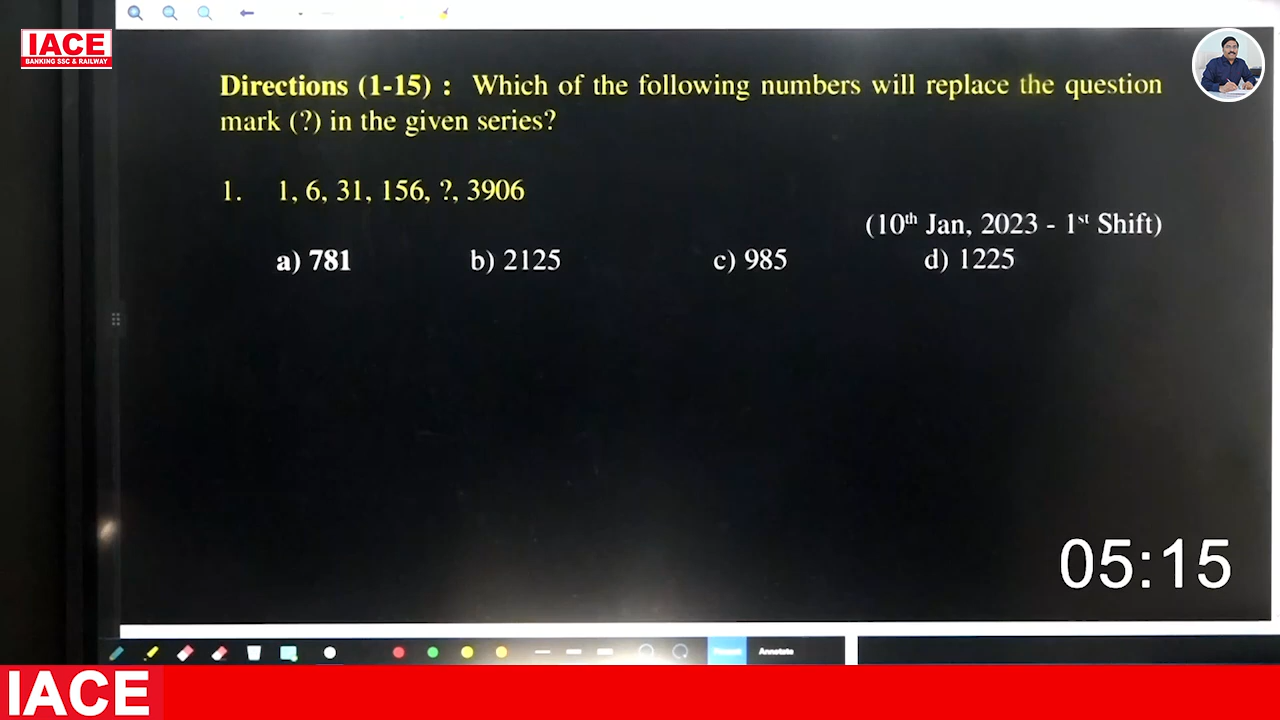 IACE
BANKING SSC & RAILWAY
Directions (1-15) : Which of the following numbers will replace the question
mark (?) in the given series?
1. 1, 6, 31, 156, ?, 3906
(10th Jan, 2023 - 1st Shift)
a) 781 b) 2125 c) 985 d) 1225
05:15
Annotate
IACE